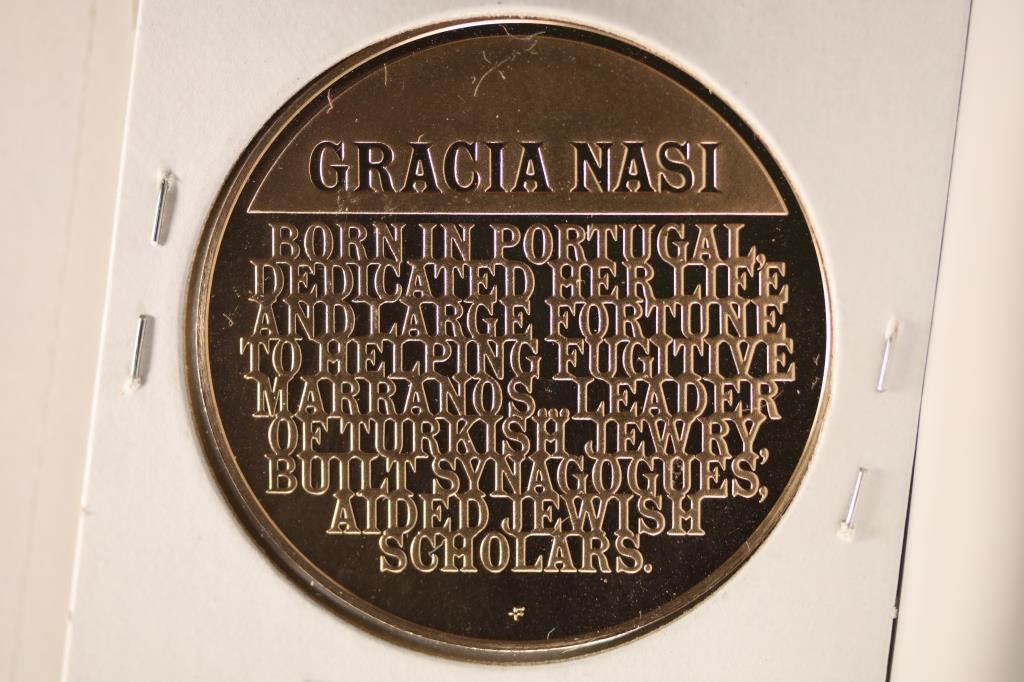 GRACIA NASI
BORN IN PORTUGAL,
DEDICATED HER LIFE
AND LARGE FORTUNE
TO HELPING FUGITIVE
MARRANOS... LEADER
OF TURKISH JEWRY,
BUILT SYNAGOGUES,
AIDED JEWISH
SCHOLARS.